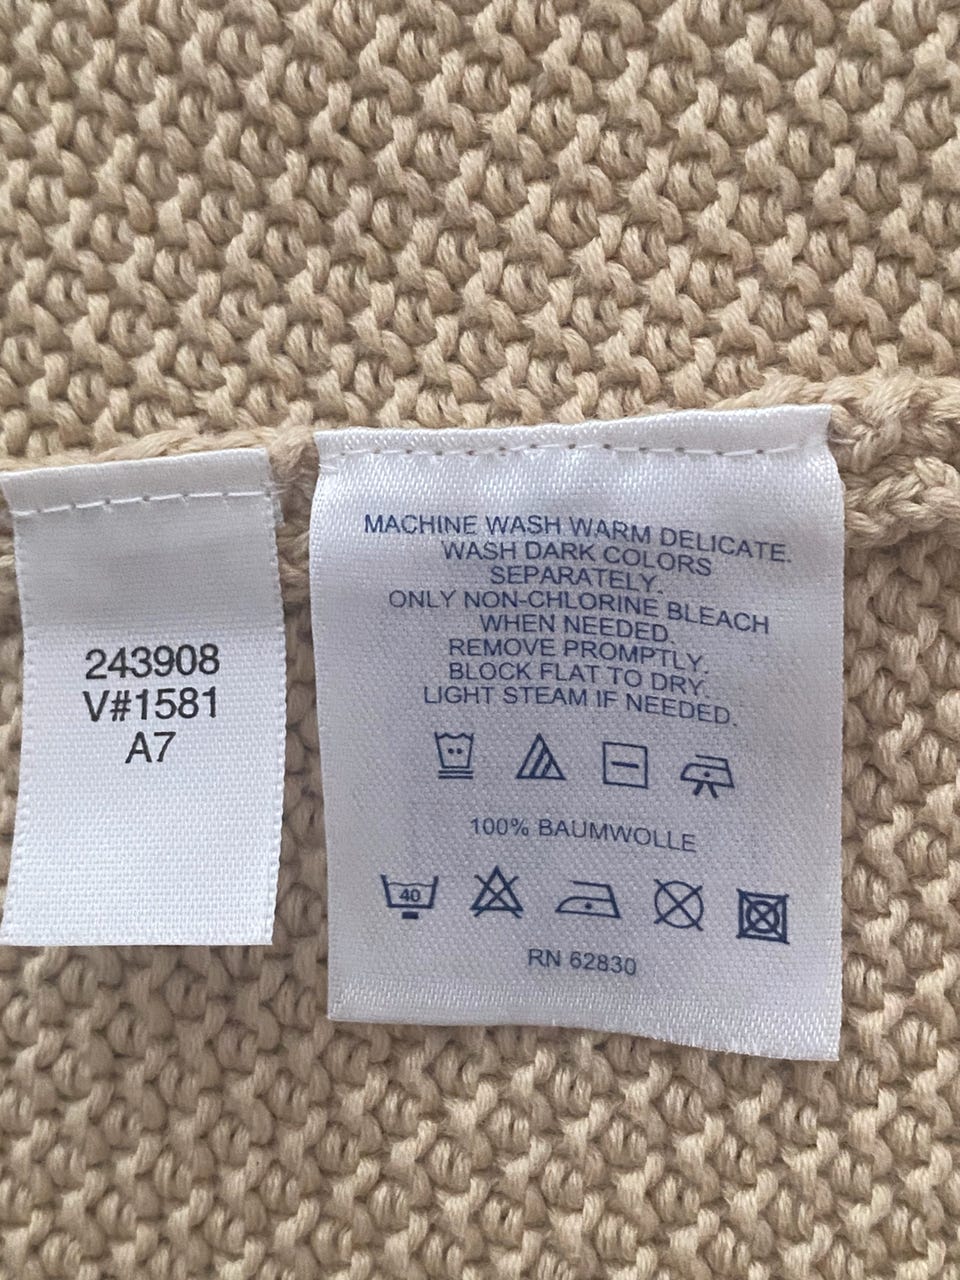 243908
V#1581
A7
MACHINE WASH WARM DELICATE.
WASH DARK COLORS
SEPARATELY.
ONLY NON-CHLORINE BLEACH
WHEN NEEDED.
REMOVE PROMPTLY.
BLOCK FLAT TO DRY.
LIGHT STEAM IF NEEDED.
100% BAUMWOLLE
40
RN 62830